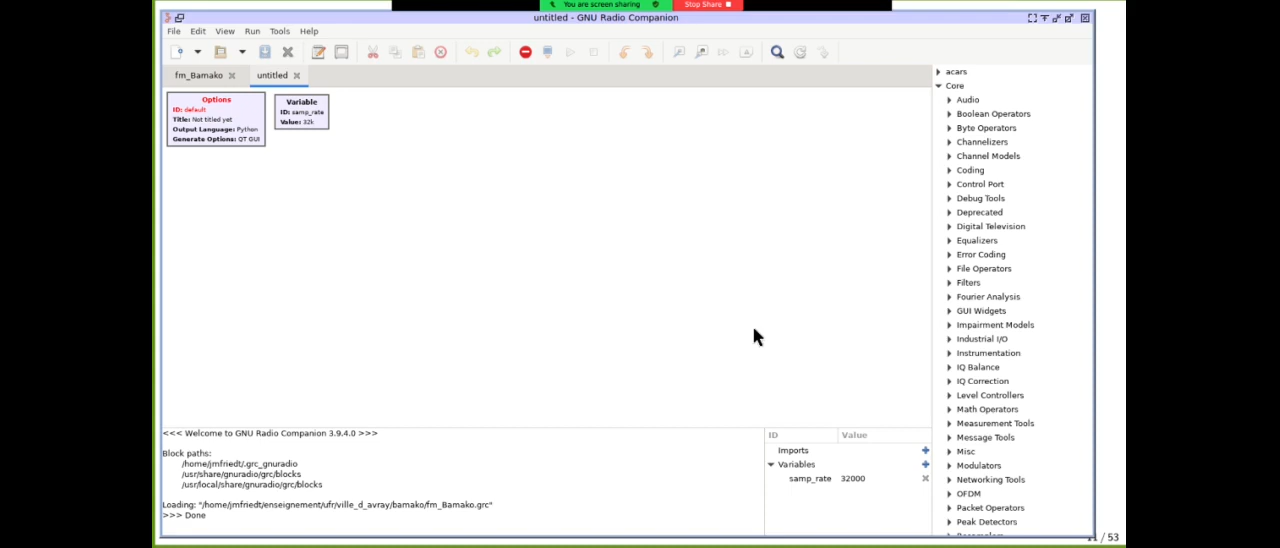 You are screen sharing
Stop Share
untitled - GNU Radio Companion
File Edit View Run Tools Help
fm_Bamako
untitled
Options
ID: default
Title: Not titled yet
Output Language: Python
Generate Options: QT GUI
Variable
ID: samp_rate
Value: 32k
acars
Core
Audio
Boolean Operators
Byte Operators
Channelizers
Channel Models
Coding
Control Port
Debug Tools
Deprecated
Digital Television
Equalizers
Error Coding
File Operators
Filters
Fourier Analysis
GUI Widgets
Impairment Models
Industrial I/O
Instrumentation
IQ Balance
IQ Correction
Level Controllers
Math Operators
Measurement Tools
Message Tools
Misc
Modulators
Networking Tools
OFDM
Packet Operators
Peak Detectors
<<< Welcome to GNU Radio Companion 3.9.4.0 >>>
Block paths:
/home/jmfriedt/.grc_gnuradio
/usr/share/gnuradio/grc/blocks
/usr/local/share/gnuradio/grc/blocks
Loading: "/home/jmfriedt/enseignement/ufr/ville_d_avray/bamako/fm_Bamako.grc"
>>> Done
ID Value
Imports
Variables
samp_rate 32000
/ 53